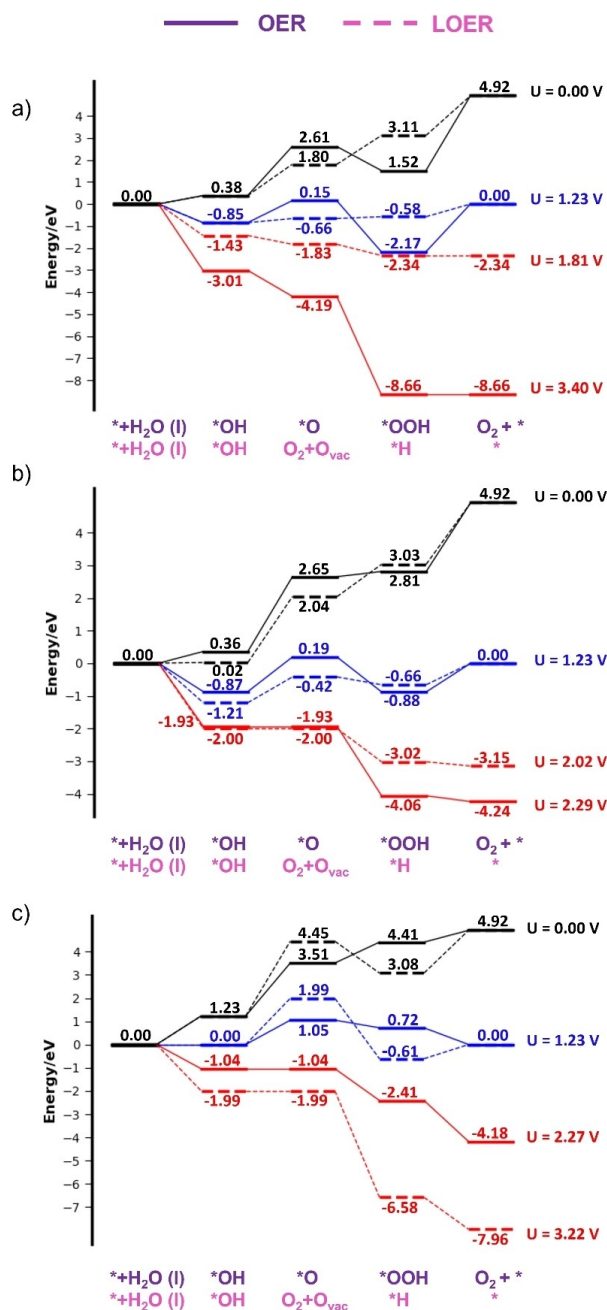 OER LOER
a)
Energy/eV
4
3
2
1
0
−1
−2
−3
−4
−5
−6
−7
−8
0.00 0.38 2.61 1.52 4.92 U = 0.00 V
1.80 3.11
-0.85 0.15 -2.17 0.00 U = 1.23 V
-0.66 -0.58
-1.43 -1.83 -2.34 -2.34 U = 1.81 V
-3.01 -4.19 -8.66 -8.66 U = 3.40 V
*+H₂O (l) *OH *O *OOH O₂ + *
*+H₂O (l) *OH O₂+Oᵥₐc *H *
b)
Energy/eV
4
3
2
1
0
−1
−2
−3
−4
0.00 0.36 2.65 2.81 4.92 U = 0.00 V
0.02 2.04 3.03
-0.87 0.19 -0.88 0.00 U = 1.23 V
-1.21 -0.42 -0.66
-2.00 -2.00 -3.02 -3.15 U = 2.02 V
-1.93 -1.93 -4.06 -4.24 U = 2.29 V
*+H₂O (l) *OH *O *OOH O₂ + *
*+H₂O (l) *OH O₂+Oᵥₐc *H *
c)
Energy/eV
4
3
2
1
0
−1
−2
−3
−4
−5
−6
−7
0.00 1.23 3.51 4.41 4.92 U = 0.00 V
4.45 3.08
0.00 1.05 0.72 0.00 U = 1.23 V
1.99 -0.61
-1.04 -1.04 -2.41 -4.18 U = 2.27 V
-1.99 -1.99 -6.58 -7.96 U = 3.22 V
*+H₂O (l) *OH *O *OOH O₂ + *
*+H₂O (l) *OH O₂+Oᵥₐc *H *